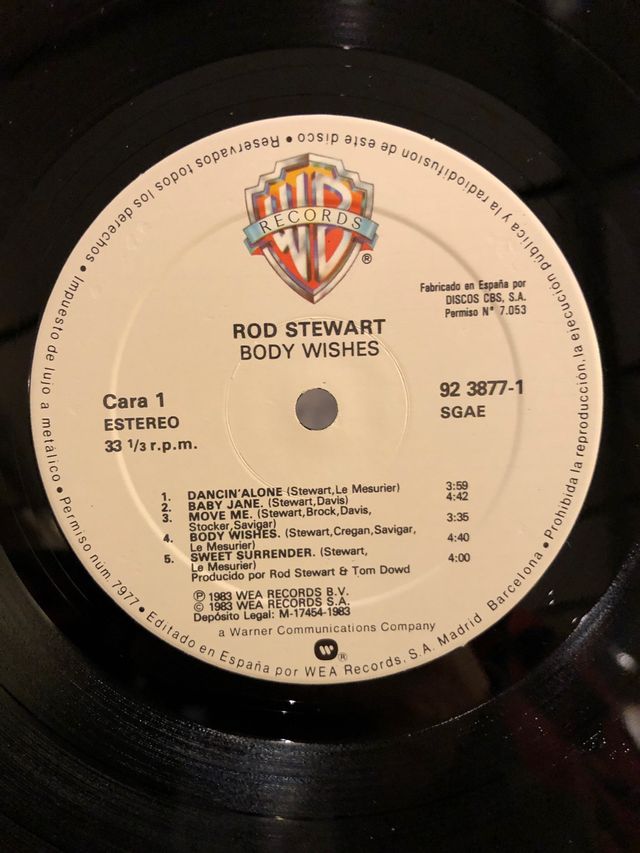 WB
RECORDS
®
Fabricado en España por
DISCOS CBS, S.A.
Permiso N° 7.053
ROD STEWART
BODY WISHES
Cara 1
ESTEREO
33 1/3 r.p.m.
92 3877-1
SGAE
1. DANCIN'ALONE (Stewart,Le Mesurier) 3:59
2. BABY JANE. (Stewart,Davis) 4:42
3. MOVE ME. (Stewart,Brock,Davis,
Stocker,Savigar) 3:35
4. BODY WISHES. (Stewart,Cregan,Savigar,
Le Mesurier) 4:40
5. SWEET SURRENDER. (Stewart,
Le Mesurier) 4:00
Producido por Rod Stewart & Tom Dowd
Ⓟ 1983 WEA RECORDS B.V.
© 1983 WEA RECORDS S.A.
Depósito Legal: M-17454-1983
a Warner Communications Company
®
• Editado en España por WEA Records, S.A. Madrid Barcelona • Prohibida la reproducción, la ejecución pública y la radiodifusion de este disco • Reservados todos los derechos • Impuesto de lujo a metálico • Permiso núm. 7977